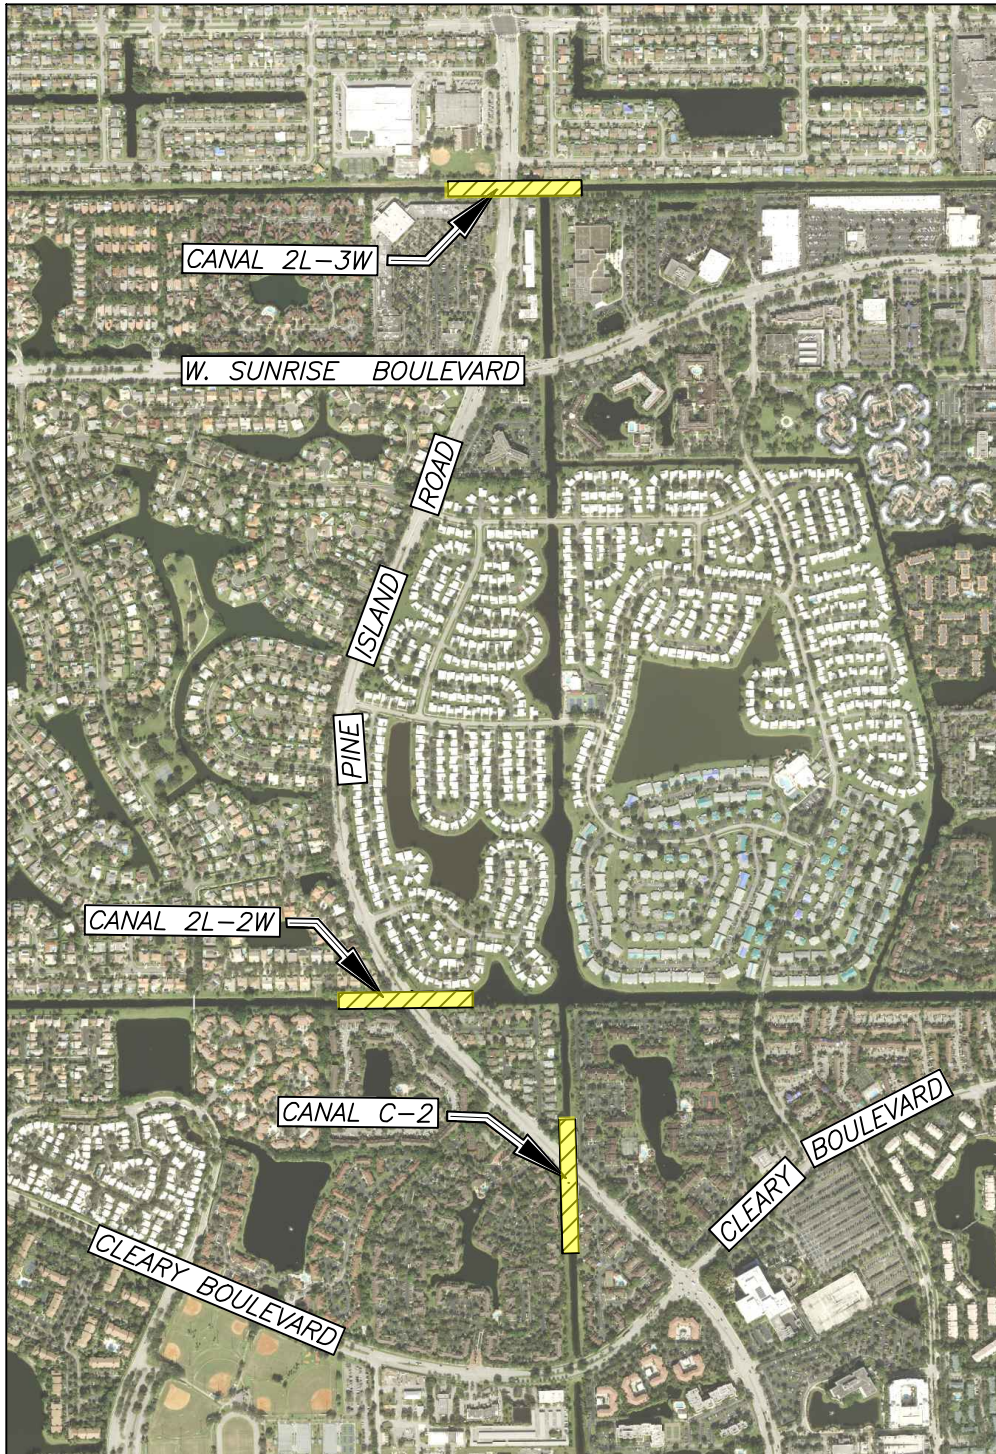 CANAL 2L-3W
W. SUNRISE BOULEVARD
ROAD
ISLAND
PINE
CANAL 2L-2W
CANAL C-2
CLEARY BOULEVARD
CLEARY BOULEVARD